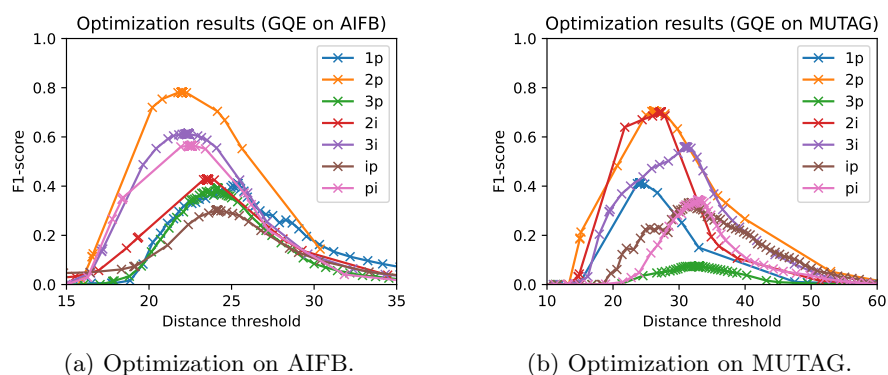 Optimization results (GQE on AIFB)
1.0
0.8
0.6
0.4
0.2
0.0
F1-score
15 20 25 30 35
Distance threshold
1p
2p
3p
2i
3i
ip
pi
(a) Optimization on AIFB.
Optimization results (GQE on MUTAG)
1.0
0.8
0.6
0.4
0.2
0.0
F1-score
10 20 30 40 50 60
Distance threshold
1p
2p
3p
2i
3i
ip
pi
(b) Optimization on MUTAG.